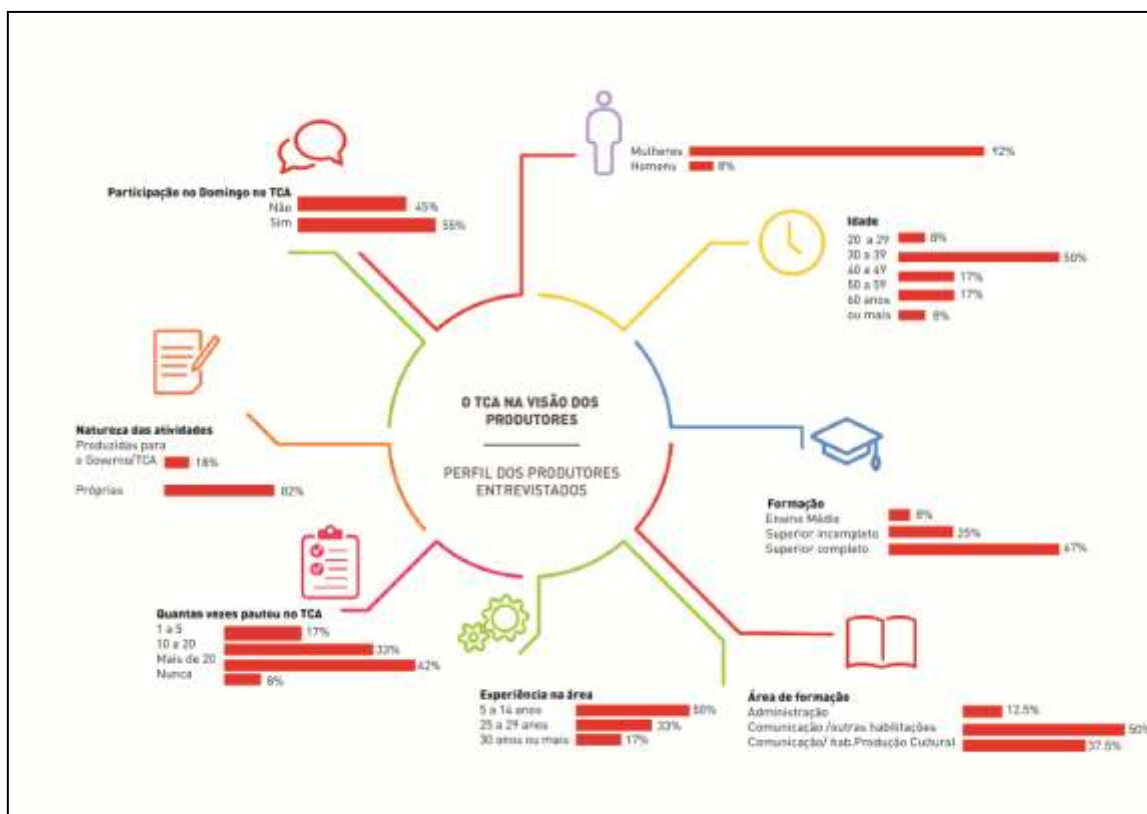 Mulheres 92%
Homens 8%
Participação no Domingo no TCA
Não 45%
Sim 55%
Idade
20 a 29 8%
30 a 39 50%
40 a 49 17%
50 a 59 17%
60 anos
ou mais 8%
O TCA NA VISÃO DOS
PRODUTORES
PERFIL DOS PRODUTORES
ENTREVISTADOS
Natureza das atividades
Produzidas para
o Governo/TCA 18%
Próprias 82%
Formação
Ensino Médio 8%
Superior incompleto 25%
Superior completo 67%
Quantas vezes pautou no TCA
1 a 5 17%
10 a 20 33%
Mais de 20 42%
Nunca 8%
Experiência na área
5 a 14 anos 50%
25 a 29 anos 33%
30 anos ou mais 17%
Área de formação
Administração 12.5%
Comunicação /outras habilitações 50%
Comunicação/ hab.Produção Cultural 37.5%